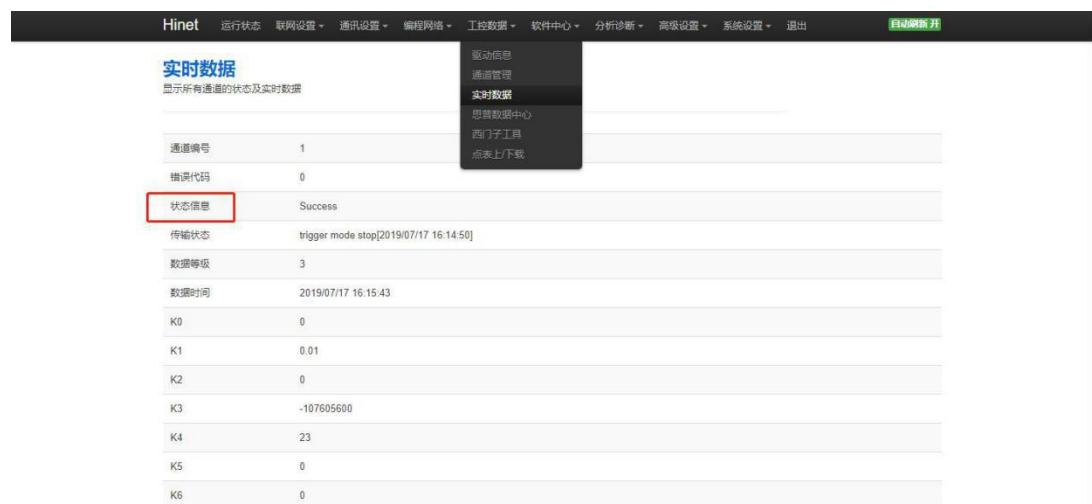 Hinet 运行状态 联网设置 通讯设置 编程网络 工控数据 软件中心 分析诊断 高级设置 系统设置 退出 自动刷新 开
驱动信息
通道管理
实时数据
思普数据中心
西门子工具
点表上/下载
实时数据
显示所有通道的状态及实时数据
通道编号 1
错误代码 0
状态信息 Success
传输状态 trigger mode stop[2019/07/17 16:14:50]
数据等级 3
数据时间 2019/07/17 16:15:43
K0 0
K1 0.01
K2 0
K3 -107605600
K4 23
K5 0
K6 0